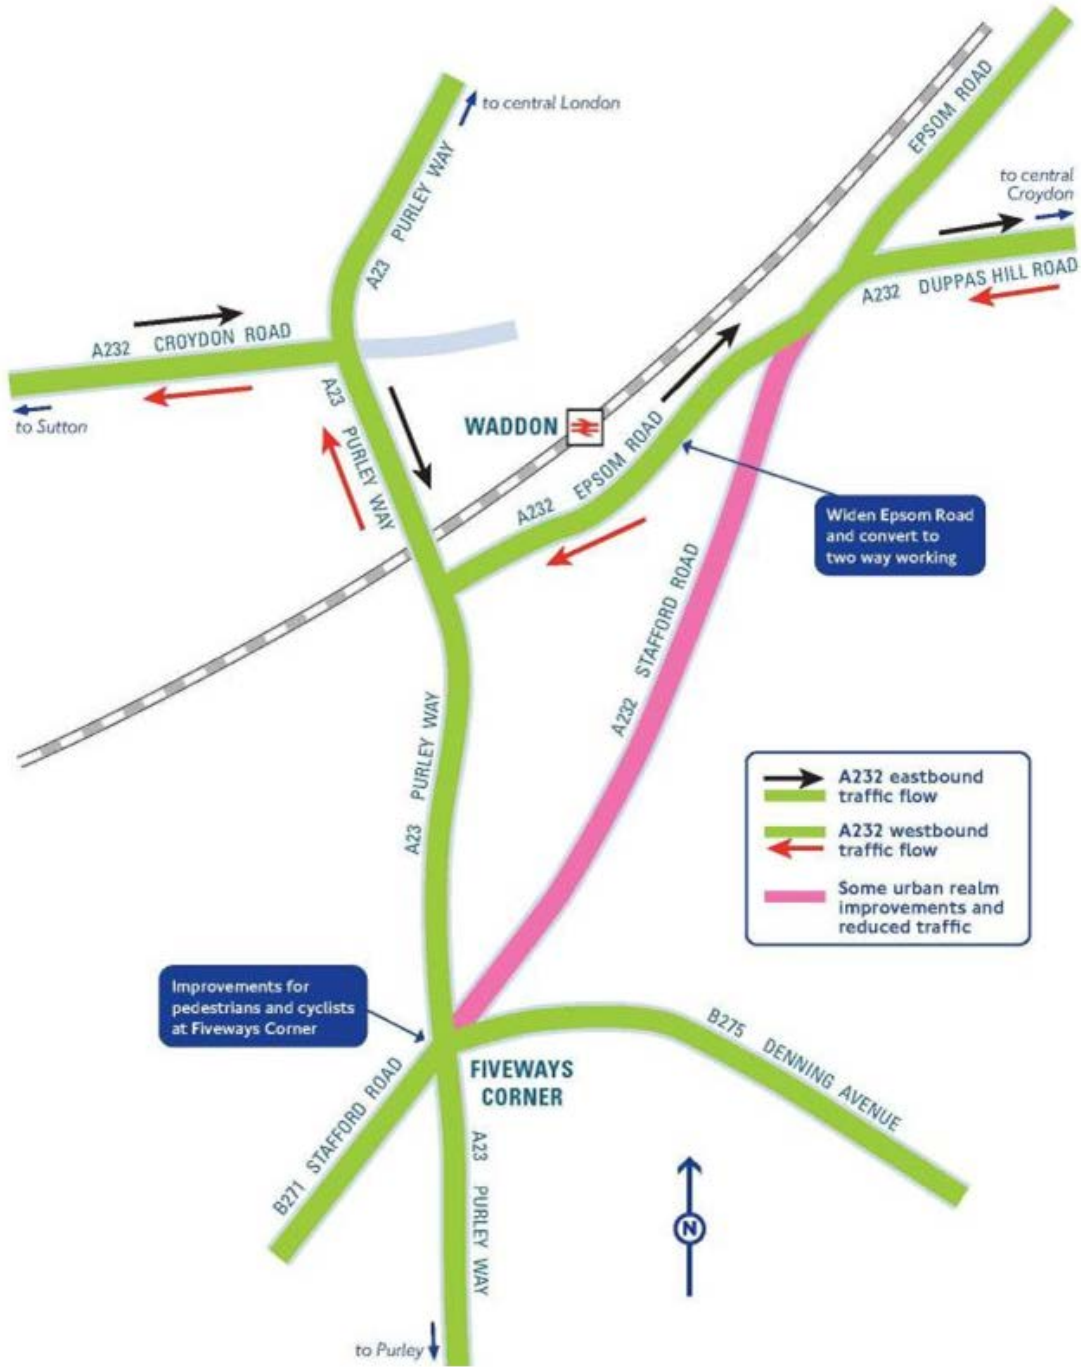 to central London
EPSOM ROAD
A23 PURLEY WAY
to central
Croydon
A232 DUPPAS HILL ROAD
A232 CROYDON ROAD
to Sutton
A23 PURLEY WAY
WADDON
A232 EPSOM ROAD
Widen Epsom Road
and convert to
two way working
A232 STAFFORD ROAD
A23 PURLEY WAY
A232 eastbound
traffic flow
A232 westbound
traffic flow
Some urban realm
improvements and
reduced traffic
Improvements for
pedestrians and cyclists
at Fiveways Corner
B275 DENNING AVENUE
FIVEWAYS
CORNER
B271 STAFFORD ROAD
A23 PURLEY WAY
N
to Purley